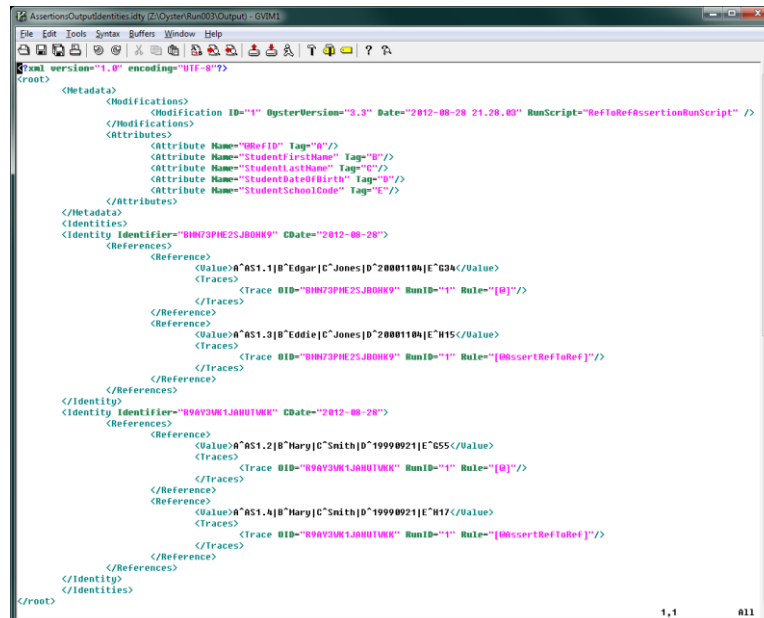 AssertionsOutputIdentities.idty (Z:\Oyster\Run003\Output) - GVIM1
File Edit Tools Syntax Buffers Window Help
<?xml version="1.0" encoding="UTF-8"?>
<root>
<Metadata>
<Modifications>
<Modification ID="1" OysterVersion="3.3" Date="2012-08-28 21.28.03" RunScript="RefToRefAssertionRunScript" />
</Modifications>
<Attributes>
<Attribute Name="@RefID" Tag="A"/>
<Attribute Name="StudentFirstName" Tag="B"/>
<Attribute Name="StudentLastName" Tag="C"/>
<Attribute Name="StudentDateOfBirth" Tag="D"/>
<Attribute Name="StudentSchoolCode" Tag="E"/>
</Attributes>
</Metadata>
<Identities>
<Identity Identifier="BMN73PME2SJBOHK9" CDate="2012-08-28">
<References>
<Reference>
<Value>A^AS1.1|B^Edgar|C^Jones|D^20001104|E^G34</Value>
<Traces>
<Trace OID="BMN73PME2SJBOHK9" RunID="1" Rule="[@]"/>
</Traces>
</Reference>
<Reference>
<Value>A^AS1.3|B^Eddie|C^Jones|D^20001104|E^H15</Value>
<Traces>
<Trace OID="BMN73PME2SJBOHK9" RunID="1" Rule="[@AssertRefToRef]"/>
</Traces>
</Reference>
</References>
</Identity>
<Identity Identifier="R9AY3WK1JAHUTWKK" CDate="2012-08-28">
<References>
<Reference>
<Value>A^AS1.2|B^Mary|C^Smith|D^19990921|E^G55</Value>
<Traces>
<Trace OID="R9AY3WK1JAHUTWKK" RunID="1" Rule="[@]"/>
</Traces>
</Reference>
<Reference>
<Value>A^AS1.4|B^Mary|C^Smith|D^19990921|E^H17</Value>
<Traces>
<Trace OID="R9AY3WK1JAHUTWKK" RunID="1" Rule="[@AssertRefToRef]"/>
</Traces>
</Reference>
</References>
</Identity>
</Identities>
</root>
1,1 All